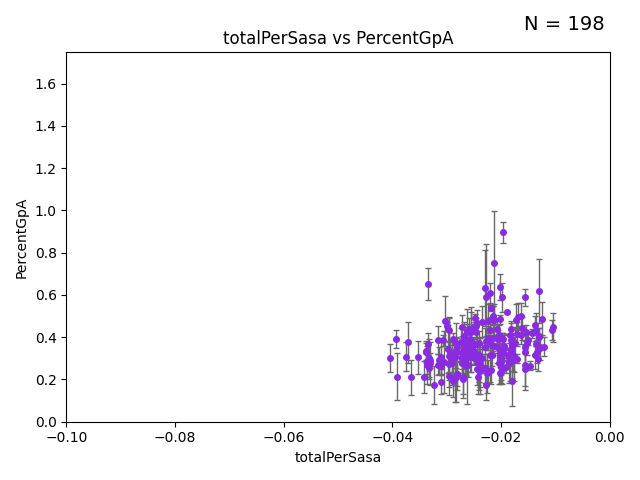 N = 198
totalPerSasa vs PercentGpA
1.6
1.4
1.2
1.0
0.8
0.6
0.4
0.2
0.0
PercentGpA
−0.10 −0.08 −0.06 −0.04 −0.02 0.00
totalPerSasa